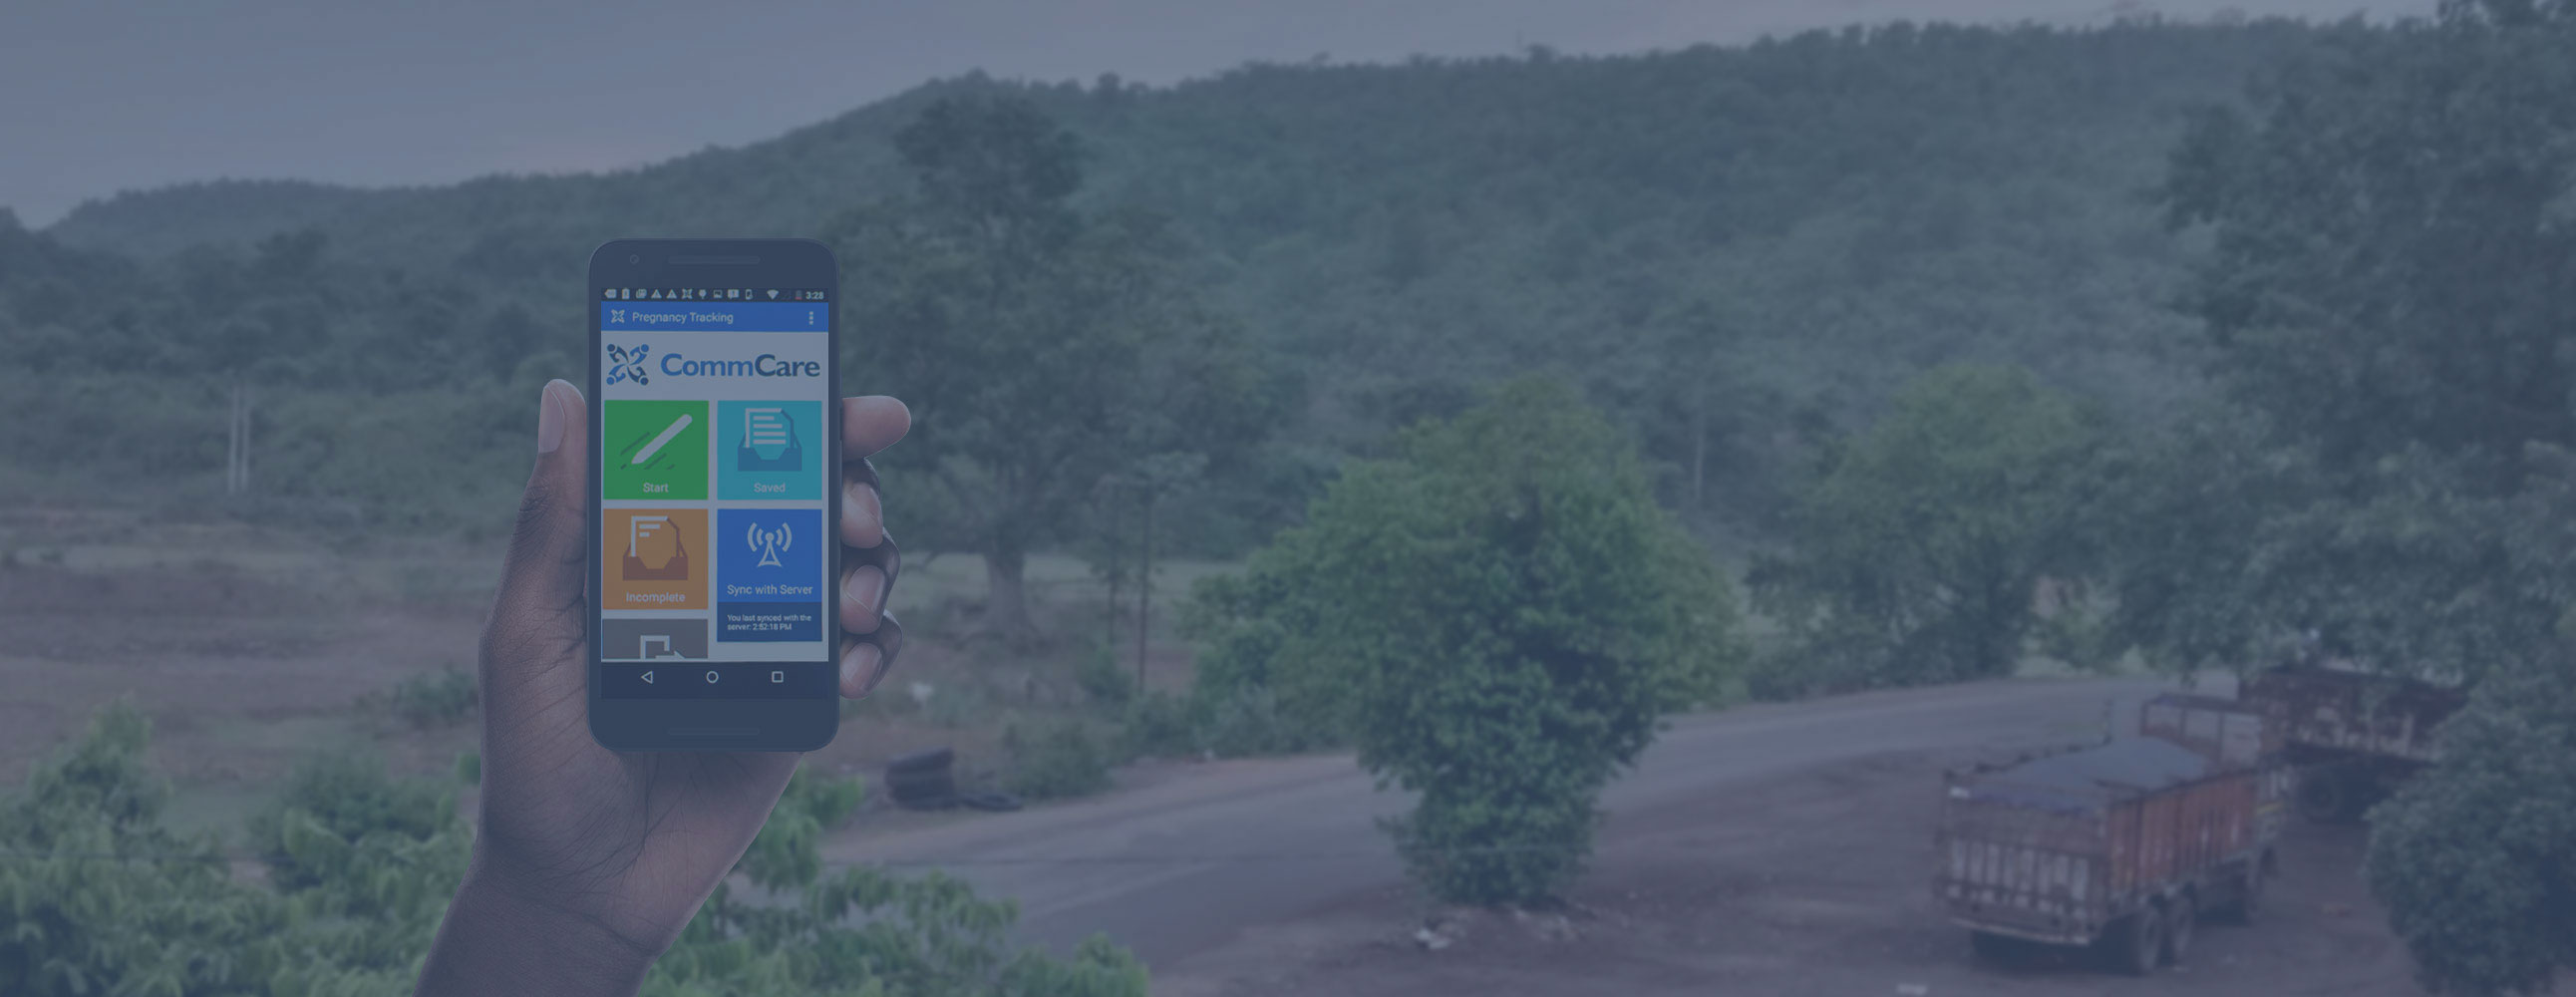 3:28
Pregnancy Tracking
CommCare
Start
Saved
Incomplete
Sync with Server
You last synced with the
server: 2:52:18 PM